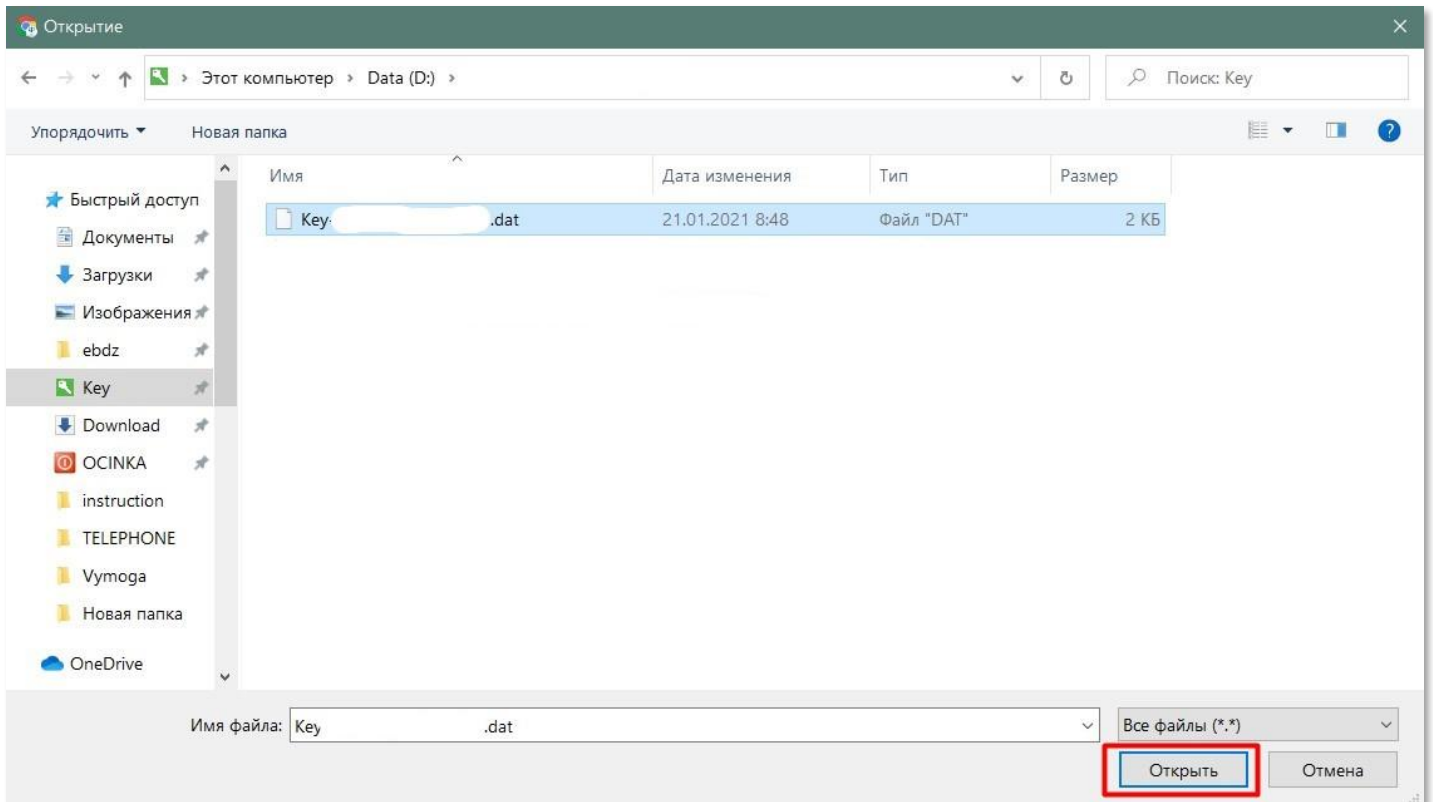 Открытие
Этот компьютер › Data (D:) ›
Поиск: Key
Упорядочить
Новая папка
Имя
Дата изменения
Тип
Размер
Key- .dat
21.01.2021 8:48
Файл "DAT"
2 КБ
Быстрый доступ
Документы
Загрузки
Изображения
ebdz
Key
Download
OCINKA
instruction
TELEPHONE
Vymoga
Новая папка
OneDrive
Имя файла: Key .dat
Все файлы (*.*)
Открыть
Отмена